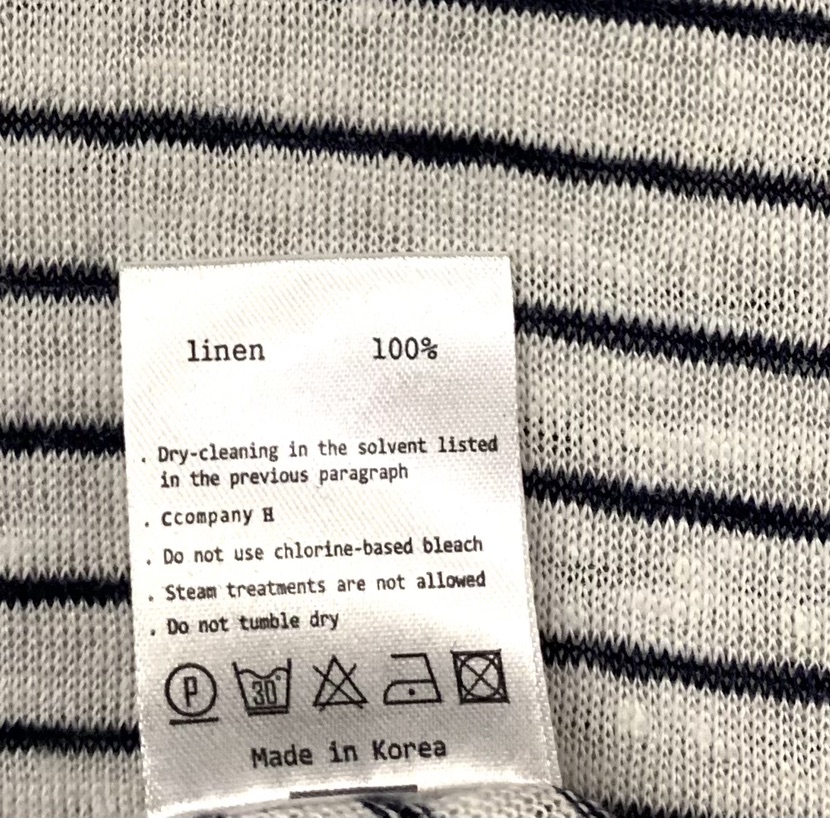 linen 100%
. Dry-cleaning in the solvent listed
in the previous paragraph
. Ccompany H
. Do not use chlorine-based bleach
. Steam treatments are not allowed
. Do not tumble dry
P 30°
Made in Korea